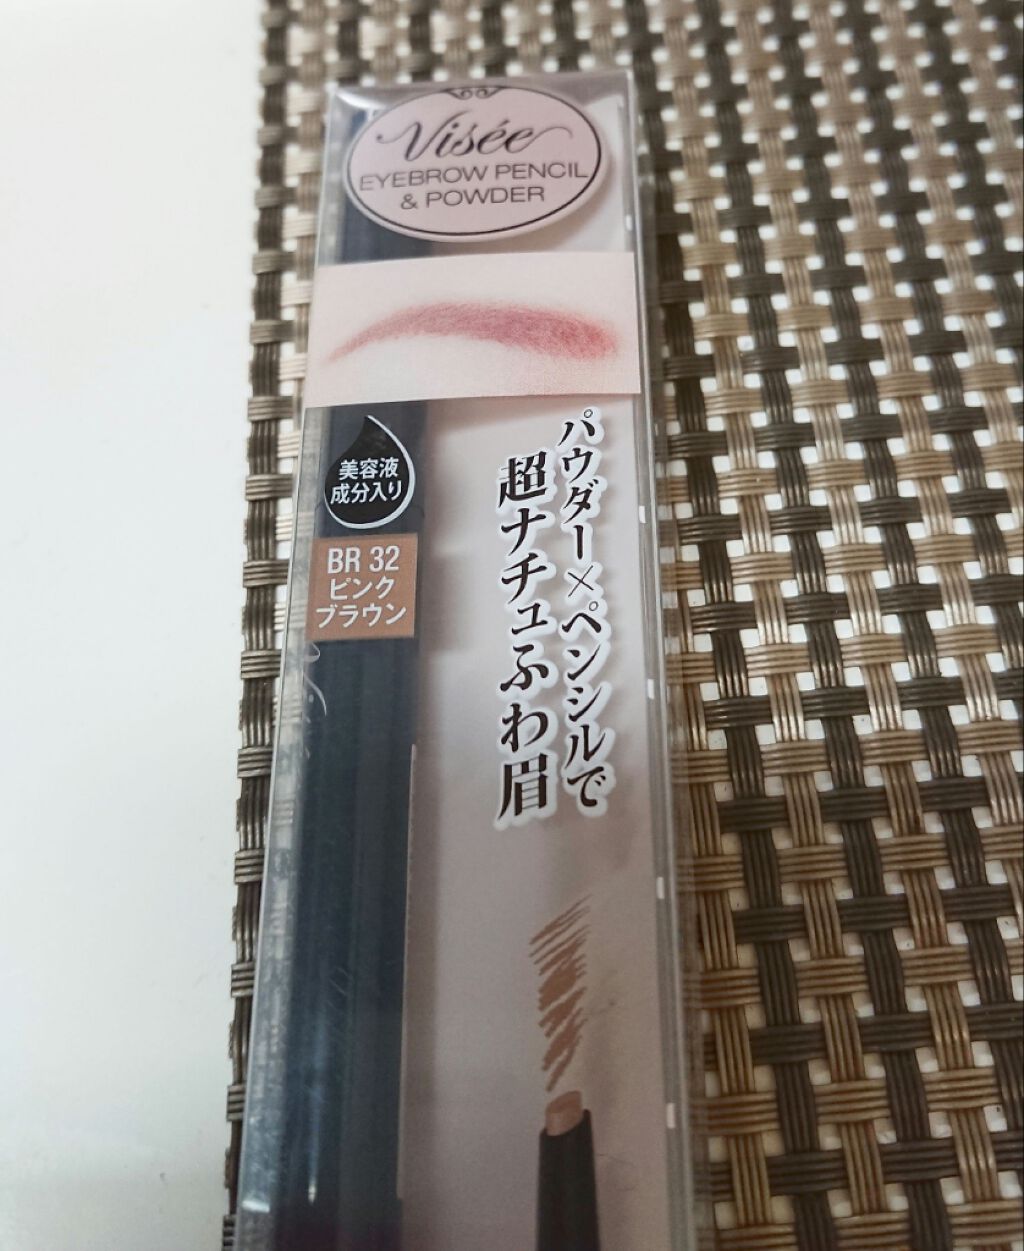 Visée
EYEBROW PENCIL
& POWDER
パウダー×ペンシルで
超ナチュふわ眉
美容液
成分入り
BR 32
ピンク
ブラウン